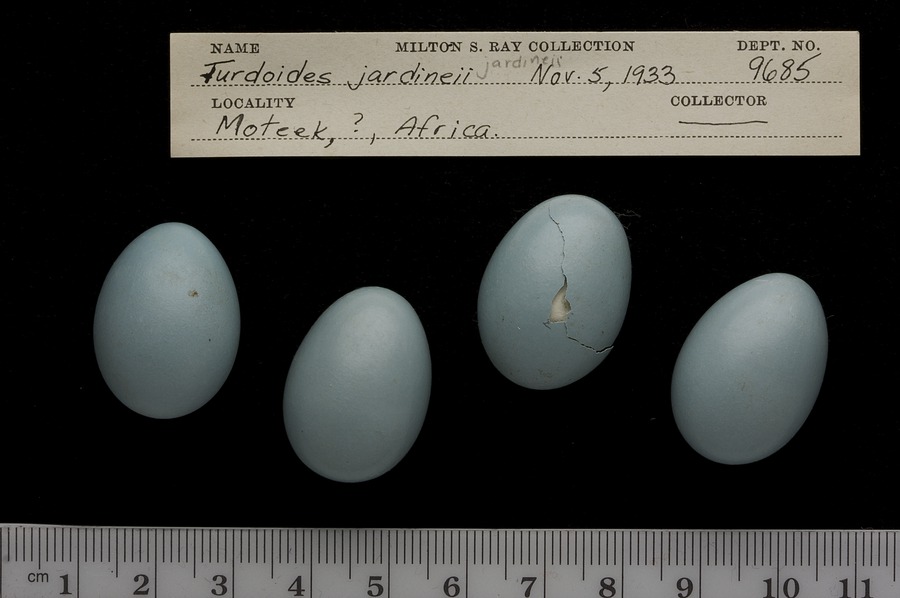 NAME MILTON S. RAY COLLECTION DEPT. NO.
Turdoides jardineii jardineii Nov. 5, 1933 9685
LOCALITY COLLECTOR
Moteek, ?, Africa.
cm 1 2 3 4 5 6 7 8 9 10 11